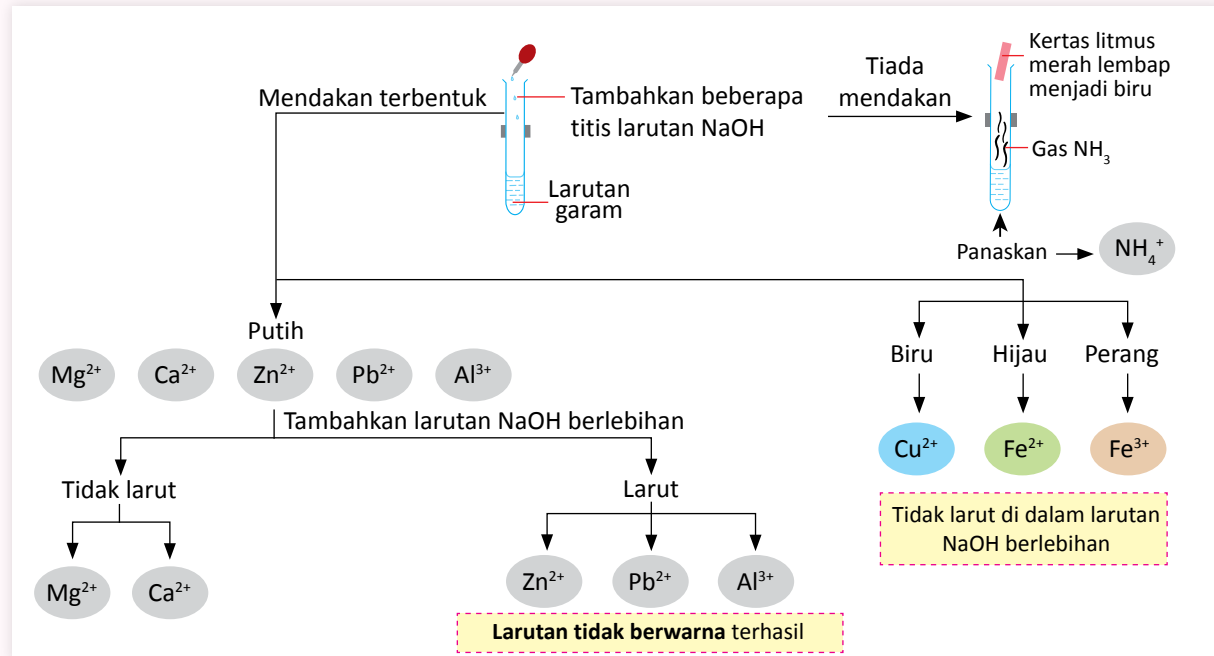 Mendakan terbentuk
Tambahkan beberapa
titis larutan NaOH
Larutan
garam
Tiada
mendakan
Kertas litmus
merah lembap
menjadi biru
Gas NH₃
Panaskan
NH₄⁺
Putih
Mg²⁺ Ca²⁺ Zn²⁺ Pb²⁺ Al³⁺
Tambahkan larutan NaOH berlebihan
Tidak larut
Mg²⁺ Ca²⁺
Larut
Zn²⁺ Pb²⁺ Al³⁺
Larutan tidak berwarna terhasil
Biru Hijau Perang
Cu²⁺ Fe²⁺ Fe³⁺
Tidak larut di dalam larutan
NaOH berlebihan